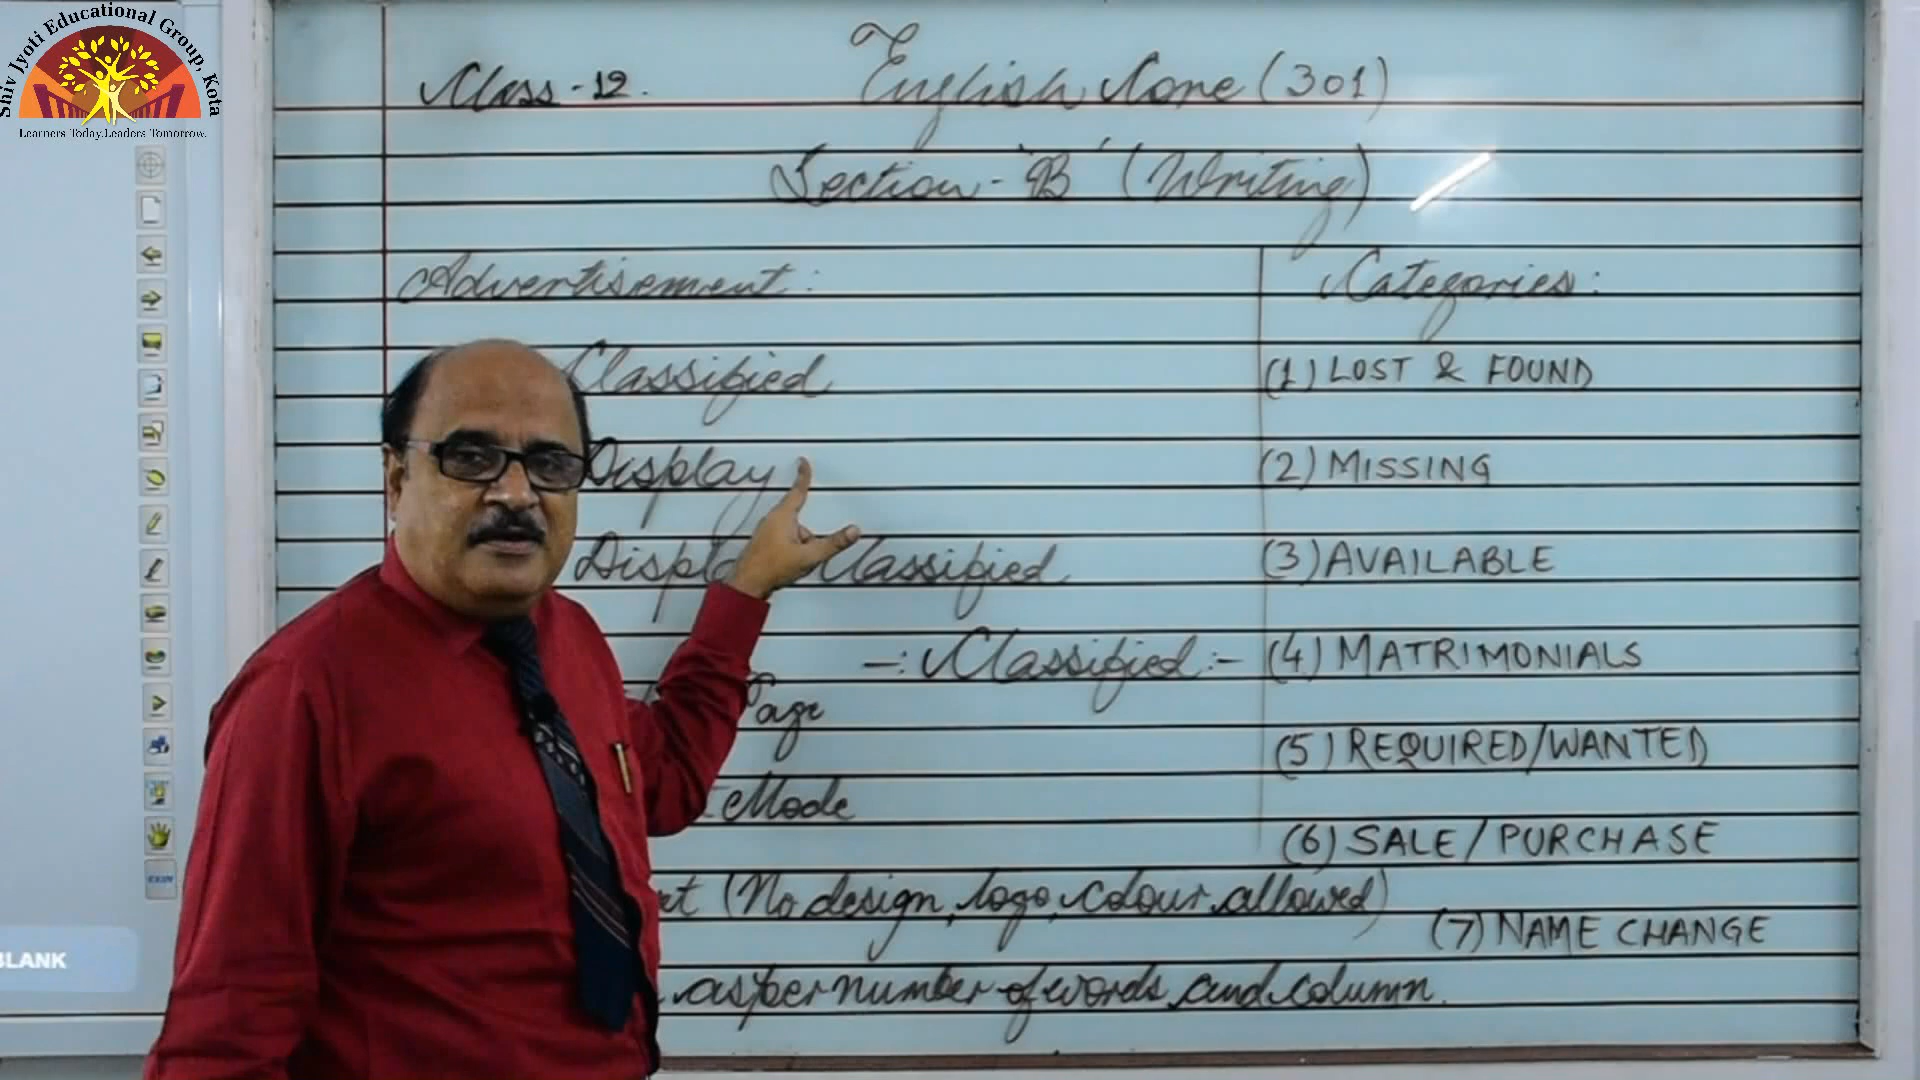 Shiv Jyoti Educational Group, Kota
Learners Today.Leaders Tomorrow.
Class - 12.
English Core (301)
Section - 'B' (Writing)
Advertisement :
Classified
Display
Classified
-: Classified :-
Page
Mode
(No design, logo, colour allowed)
as per number of words and column.
Categories :
(1) LOST & FOUND
(2) MISSING
(3) AVAILABLE
(4) MATRIMONIALS
(5) REQUIRED/WANTED
(6) SALE/PURCHASE
(7) NAME CHANGE
BLANK